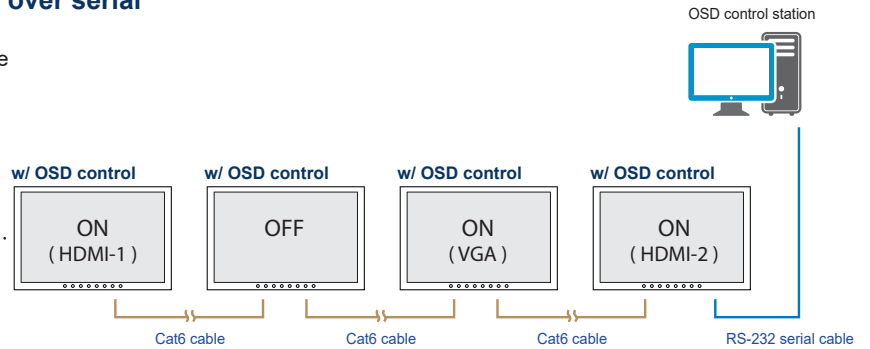 over serial
OSD control station
e
w/ OSD control
w/ OSD control
w/ OSD control
w/ OSD control
.
ON
( HDMI-1 )
OFF
ON
( VGA )
ON
( HDMI-2 )
Cat6 cable
Cat6 cable
Cat6 cable
RS-232 serial cable